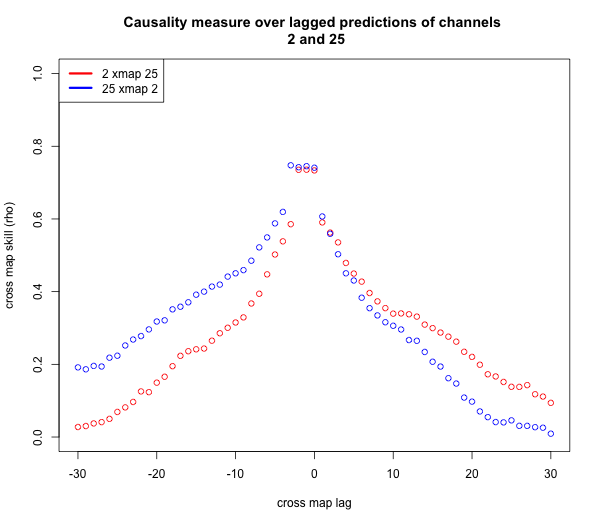 Causality measure over lagged predictions of channels
2 and 25
2 xmap 25
25 xmap 2
cross map skill (rho)
1.0
0.8
0.6
0.4
0.2
0.0
-30 -20 -10 0 10 20 30
cross map lag